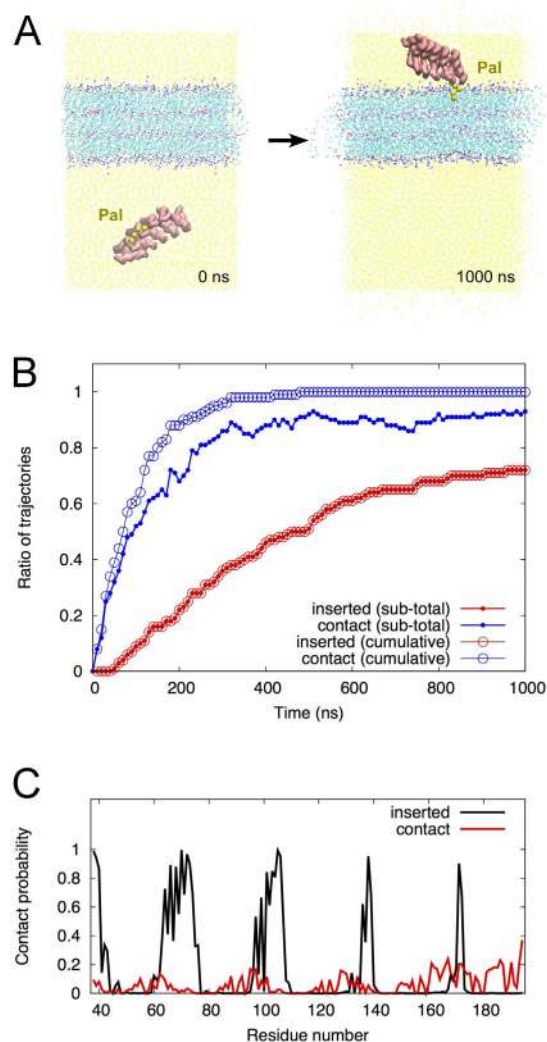 A
Pal
Pal
0 ns
1000 ns
B
1
0.8
0.6
0.4
0.2
0
Ratio of trajectories
inserted (sub-total)
contact (sub-total)
inserted (cumulative)
contact (cumulative)
0 200 400 600 800 1000
Time (ns)
C
inserted
contact
1
0.8
0.6
0.4
0.2
0
Contact probability
40 60 80 100 120 140 160 180
Residue number